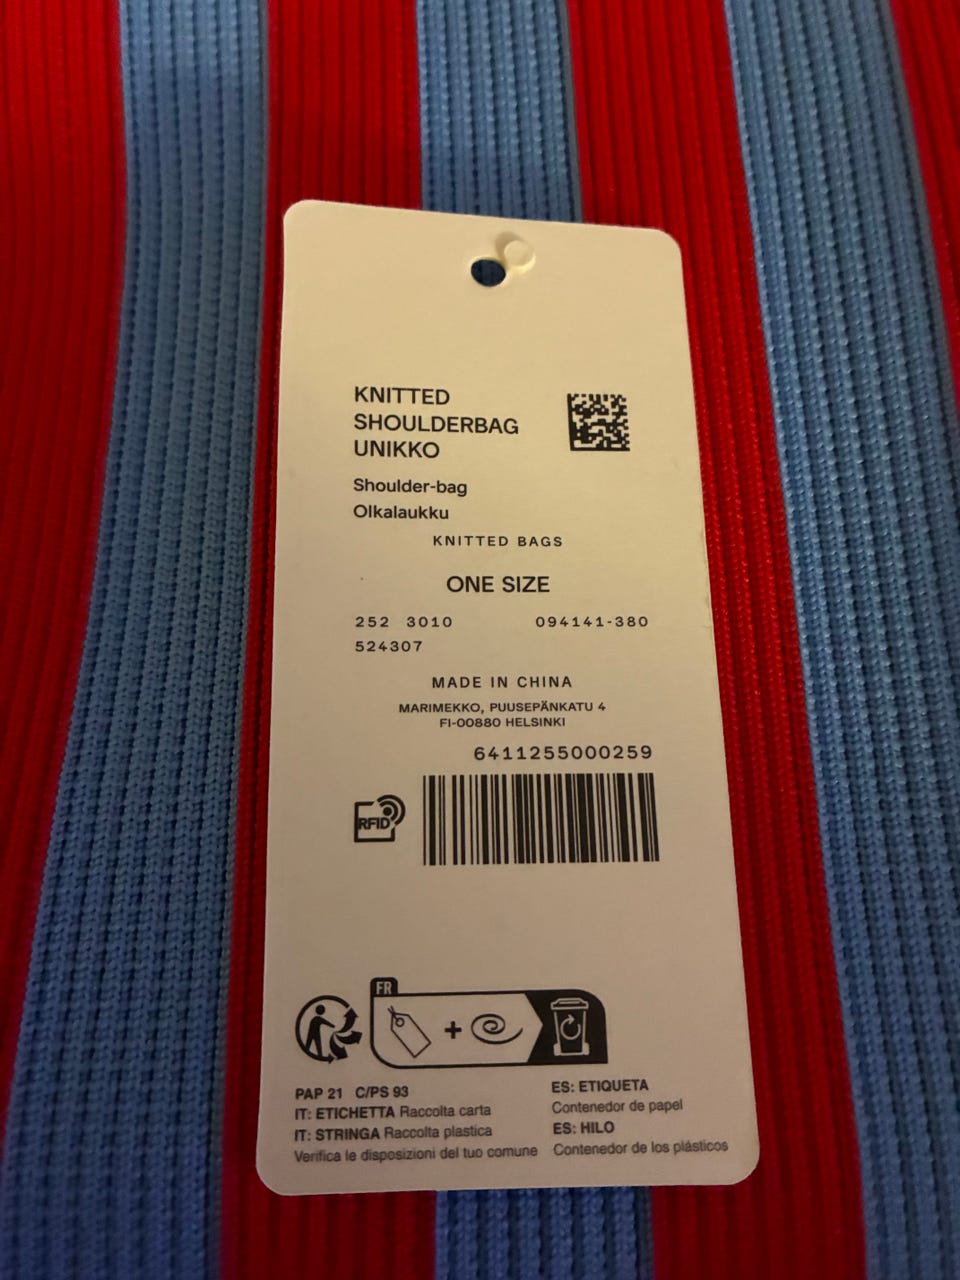 KNITTED
SHOULDERBAG
UNIKKO
Shoulder-bag
Olkalaukku
KNITTED BAGS
ONE SIZE
252 3010 094141-380
524307
MADE IN CHINA
MARIMEKKO, PUUSEPÄNKATU 4
FI-00880 HELSINKI
6411255000259
RFID
FR
PAP 21 C/PS 93
IT: ETICHETTA Raccolta carta
IT: STRINGA Raccolta plastica
Verifica le disposizioni del tuo comune
ES: ETIQUETA
Contenedor de papel
ES: HILO
Contenedor de los plásticos